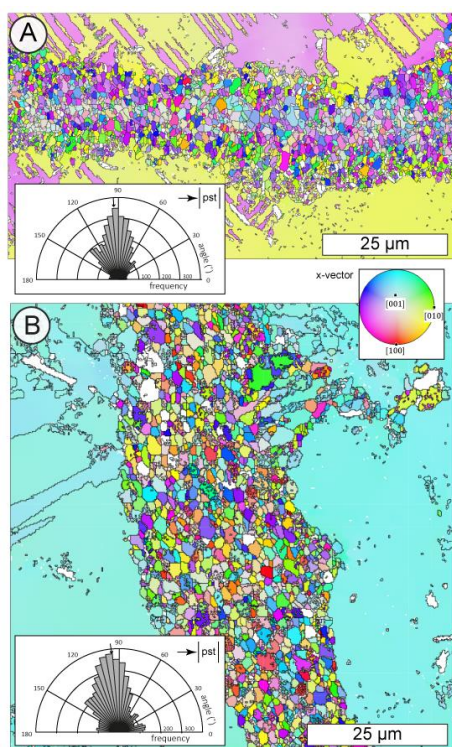 A
90
120
60
150
30
180
0
angle (°)
100
200
300
frequency
|pst|
25 µm
x-vector
[001]
[010]
[100]
B
90
120
60
150
30
180
0
angle (°)
100
200
300
frequency
|pst|
25 µm